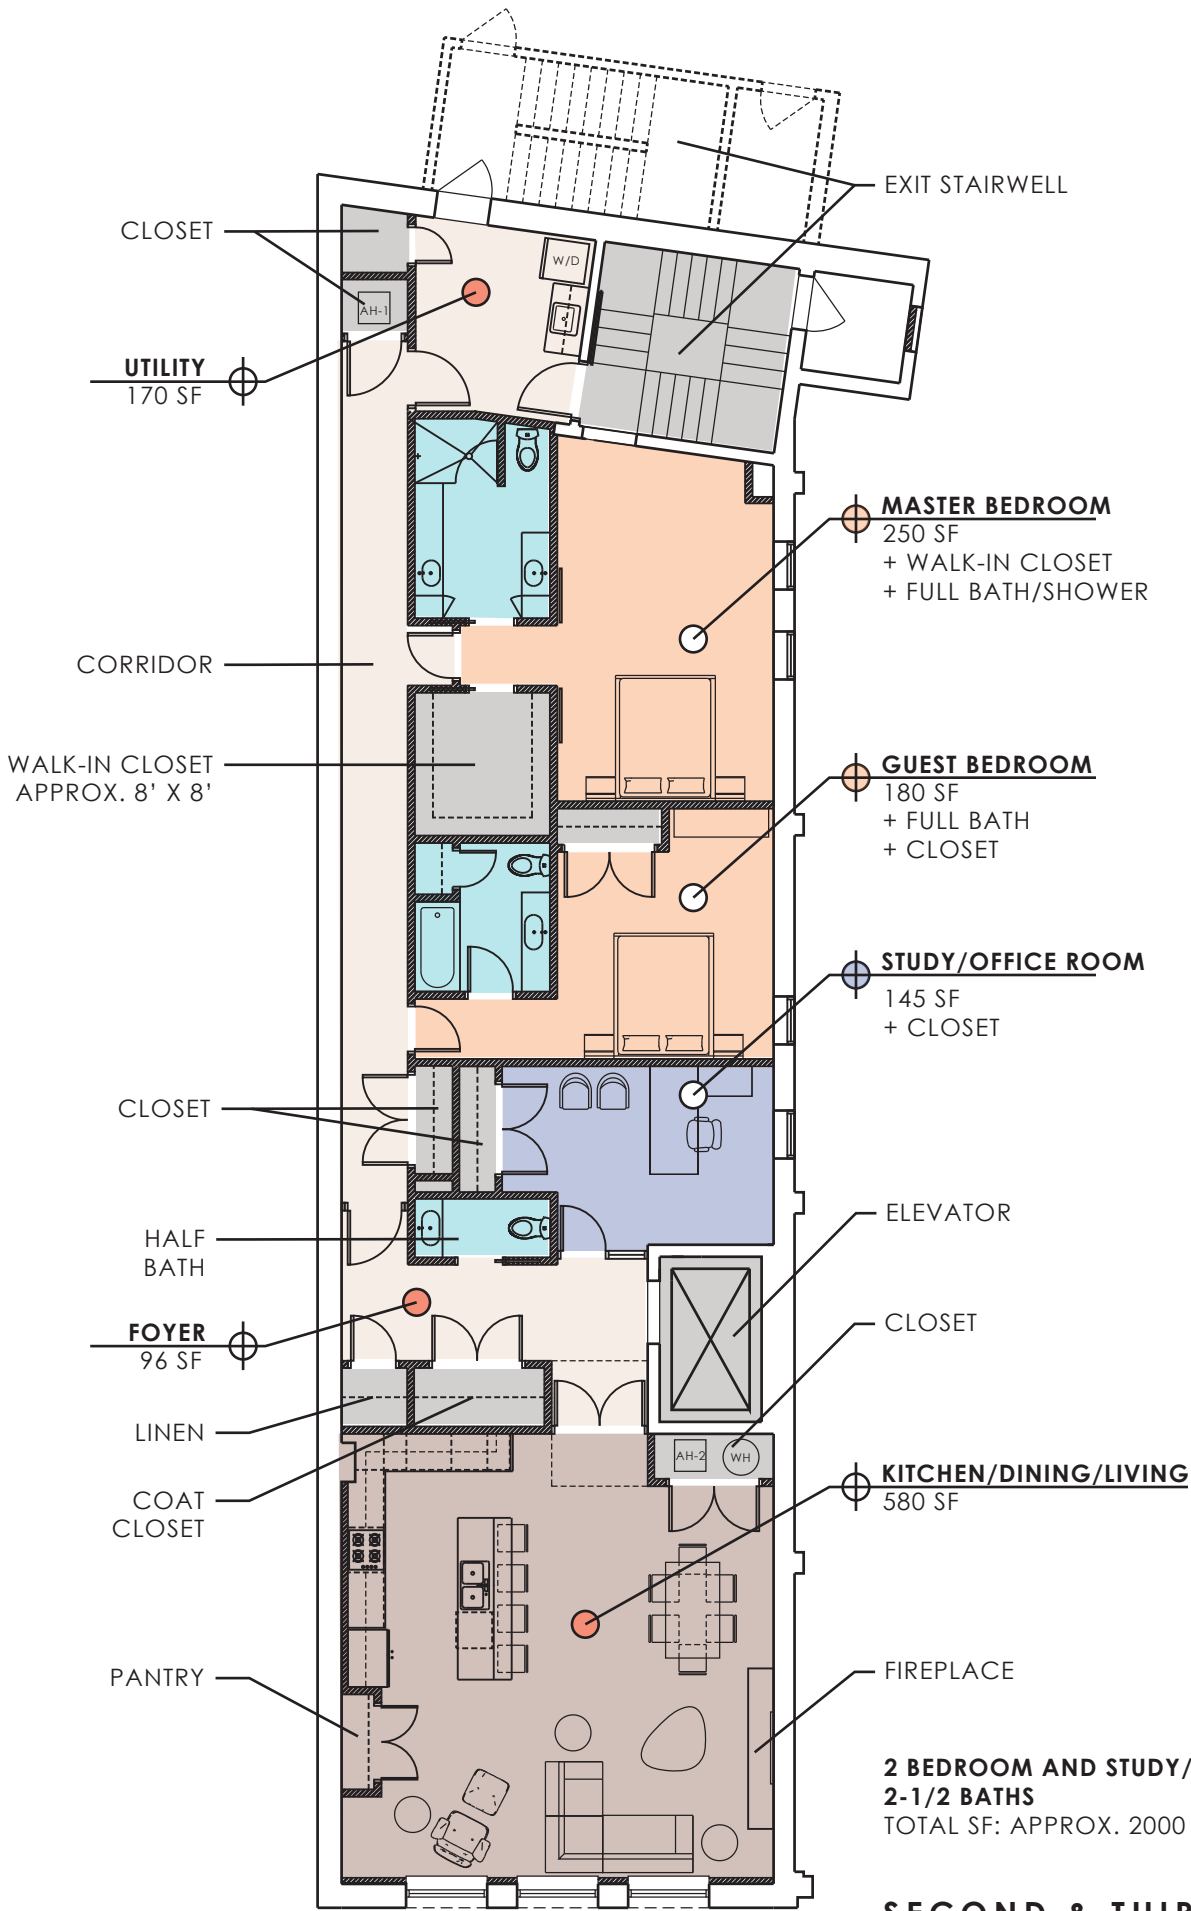 EXIT STAIRWELL
CLOSET
W/D
AH-1
UTILITY
170 SF
MASTER BEDROOM
250 SF
+ WALK-IN CLOSET
+ FULL BATH/SHOWER
CORRIDOR
WALK-IN CLOSET
APPROX. 8’ X 8’
GUEST BEDROOM
180 SF
+ FULL BATH
+ CLOSET
STUDY/OFFICE ROOM
145 SF
+ CLOSET
CLOSET
HALF
BATH
ELEVATOR
FOYER
96 SF
CLOSET
LINEN
COAT
CLOSET
AH-2
WH
KITCHEN/DINING/LIVING
580 SF
PANTRY
FIREPLACE
2 BEDROOM AND STUDY/
2-1/2 BATHS
TOTAL SF: APPROX. 2000
SECOND &